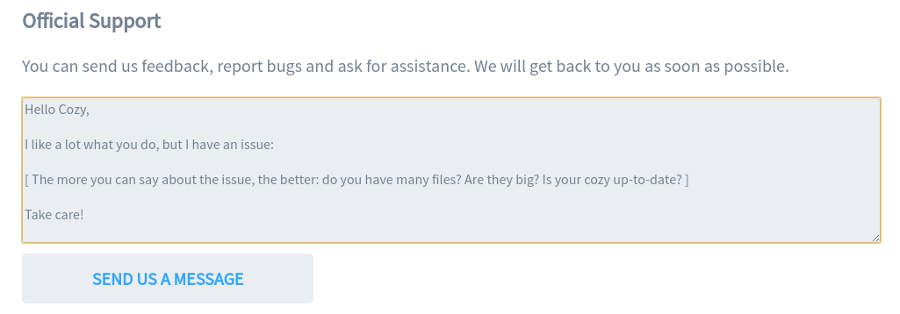 Official Support
You can send us feedback, report bugs and ask for assistance. We will get back to you as soon as possible.
Hello Cozy,
I like a lot what you do, but I have an issue:
[ The more you can say about the issue, the better: do you have many files? Are they big? Is your cozy up-to-date? ]
Take care!
SEND US A MESSAGE